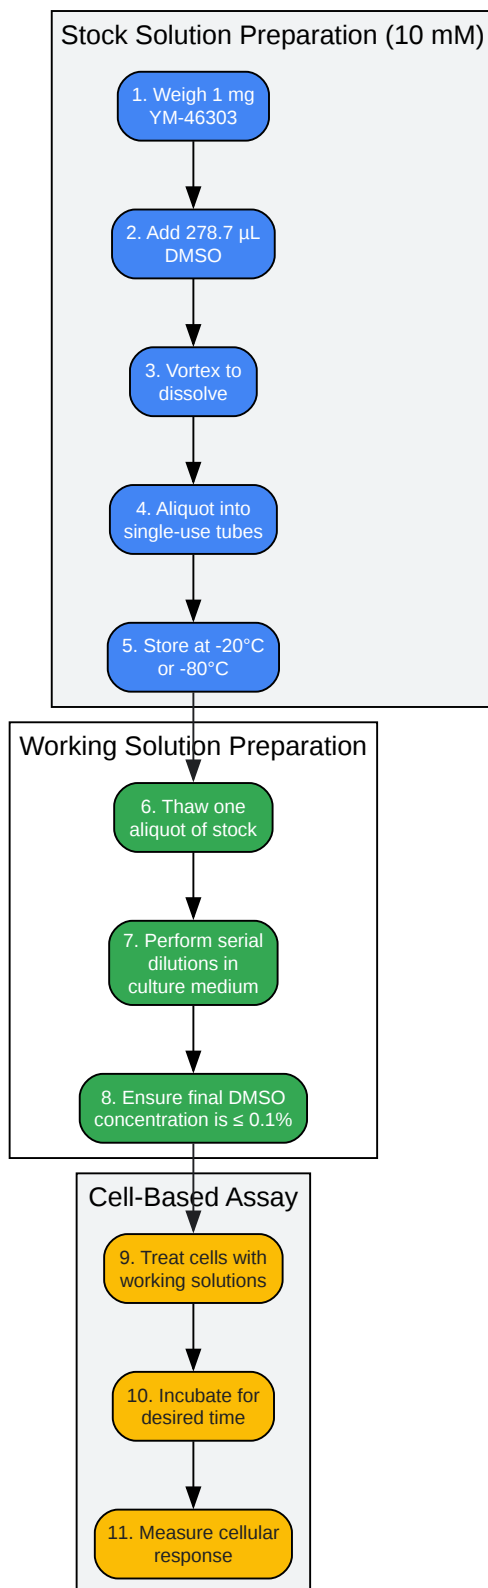 Stock Solution Preparation (10 mM)
1. Weigh 1 mg
YM-46303
2. Add 278.7 µL
DMSO
3. Vortex to
dissolve
4. Aliquot into
single-use tubes
5. Store at -20°C
or -80°C
Working Solution Preparation
6. Thaw one
aliquot of stock
7. Perform serial
dilutions in
culture medium
8. Ensure final DMSO
concentration is ≤ 0.1%
Cell-Based Assay
9. Treat cells with
working solutions
10. Incubate for
desired time
11. Measure cellular
response